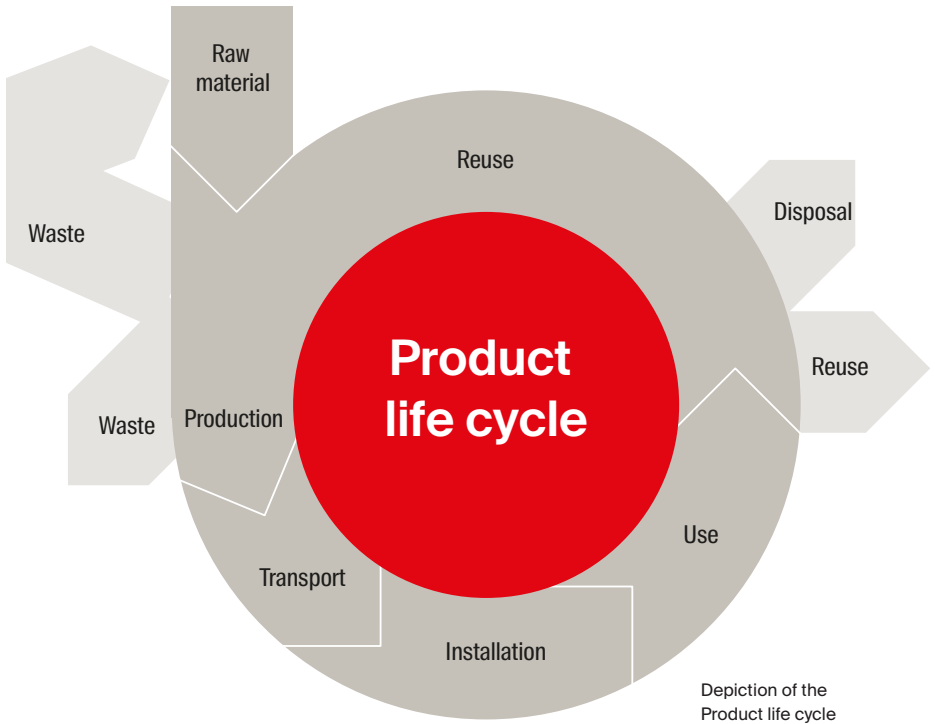 Raw
material
Reuse
Disposal
Waste
Product
life cycle
Reuse
Waste
Production
Use
Transport
Installation
Depiction of the
Product life cycle